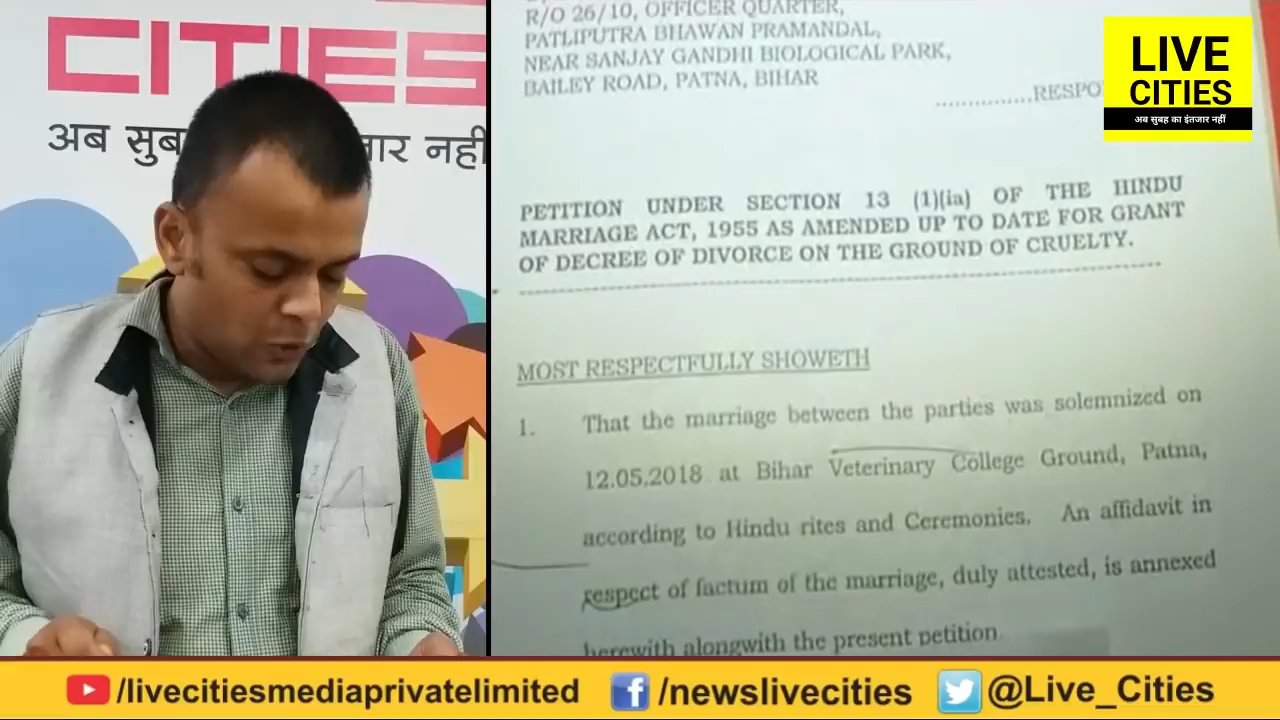 CITIES
अब सुब
जार नही
R/O 26/10, OFFICER QUARTER,
PATLIPUTRA BHAWAN PRAMANDAL,
NEAR SANJAY GANDHI BIOLOGICAL PARK,
BAILEY ROAD, PATNA, BIHAR
...............RESPO
PETITION UNDER SECTION 13 (1)(ia) OF THE HINDU
MARRIAGE ACT, 1955 AS AMENDED UP TO DATE FOR GRANT
OF DECREE OF DIVORCE ON THE GROUND OF CRUELTY.
MOST RESPECTFULLY SHOWETH
1. That the marriage between the parties was solemnized on
12.05.2018 at Bihar Veterinary College Ground, Patna,
according to Hindu rites and Ceremonies. An affidavit in
respect of factum of the marriage, duly attested, is annexed
herewith alongwith the present petition
LIVE
CITIES
अब सुबह का इंतजार नहीं
/livecitiesmediaprivatelimited /newslivecities @Live_Cities